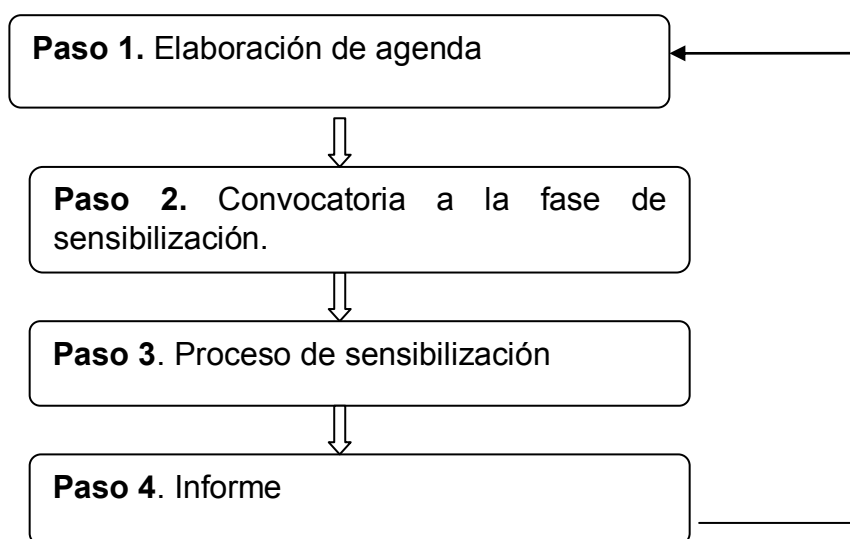 Paso 1. Elaboración de agenda
Paso 2. Convocatoria a la fase de
sensibilización.
Paso 3. Proceso de sensibilización
Paso 4. Informe